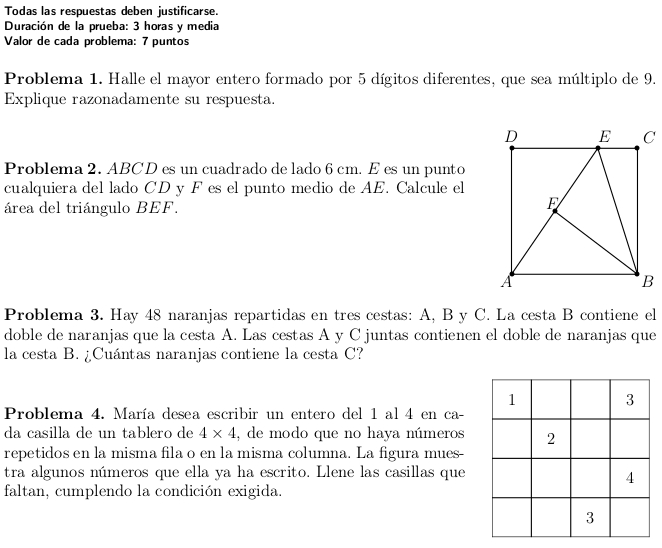 Todas las respuestas deben justificarse.
Duración de la prueba: 3 horas y media
Valor de cada problema: 7 puntos
Problema 1. Halle el mayor entero formado por 5 dígitos diferentes, que sea múltiplo de 9.
Explique razonadamente su respuesta.
Problema 2. ABCD es un cuadrado de lado 6 cm. E es un punto
cualquiera del lado CD y F es el punto medio de AE. Calcule el
área del triángulo BEF.
D E C
F
A B
Problema 3. Hay 48 naranjas repartidas en tres cestas: A, B y C. La cesta B contiene el
doble de naranjas que la cesta A. Las cestas A y C juntas contienen el doble de naranjas que
la cesta B. ¿Cuántas naranjas contiene la cesta C?
Problema 4. María desea escribir un entero del 1 al 4 en ca-
da casilla de un tablero de 4 × 4, de modo que no haya números
repetidos en la misma fila o en la misma columna. La figura mues-
tra algunos números que ella ya ha escrito. Llene las casillas que
faltan, cumpliendo la condición exigida.
1 3
2
4
3